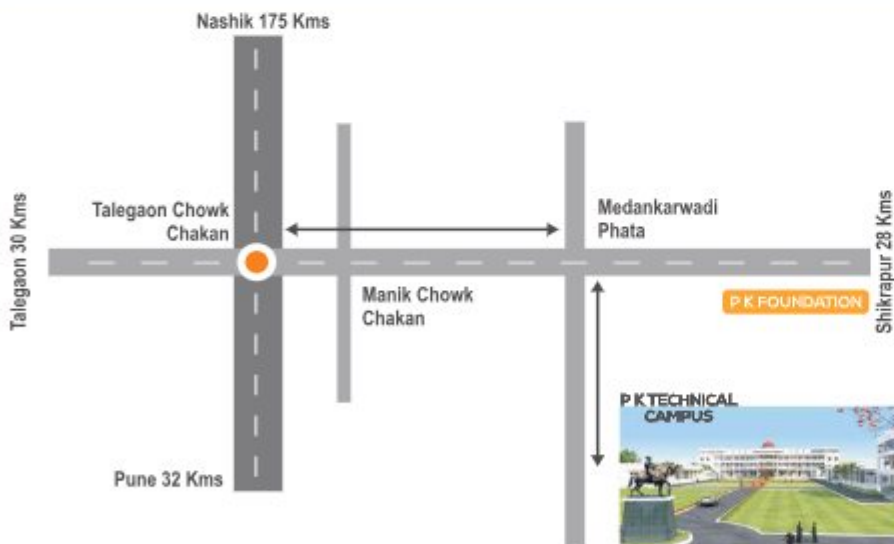 Nashik 175 Kms
Talegaon 30 Kms
Talegaon Chowk
Chakan
Medankarwadi
Phata
Shikrapur 28 Kms
Manik Chowk
Chakan
P K FOUNDATION
P K TECHNICAL
CAMPUS
Pune 32 Kms